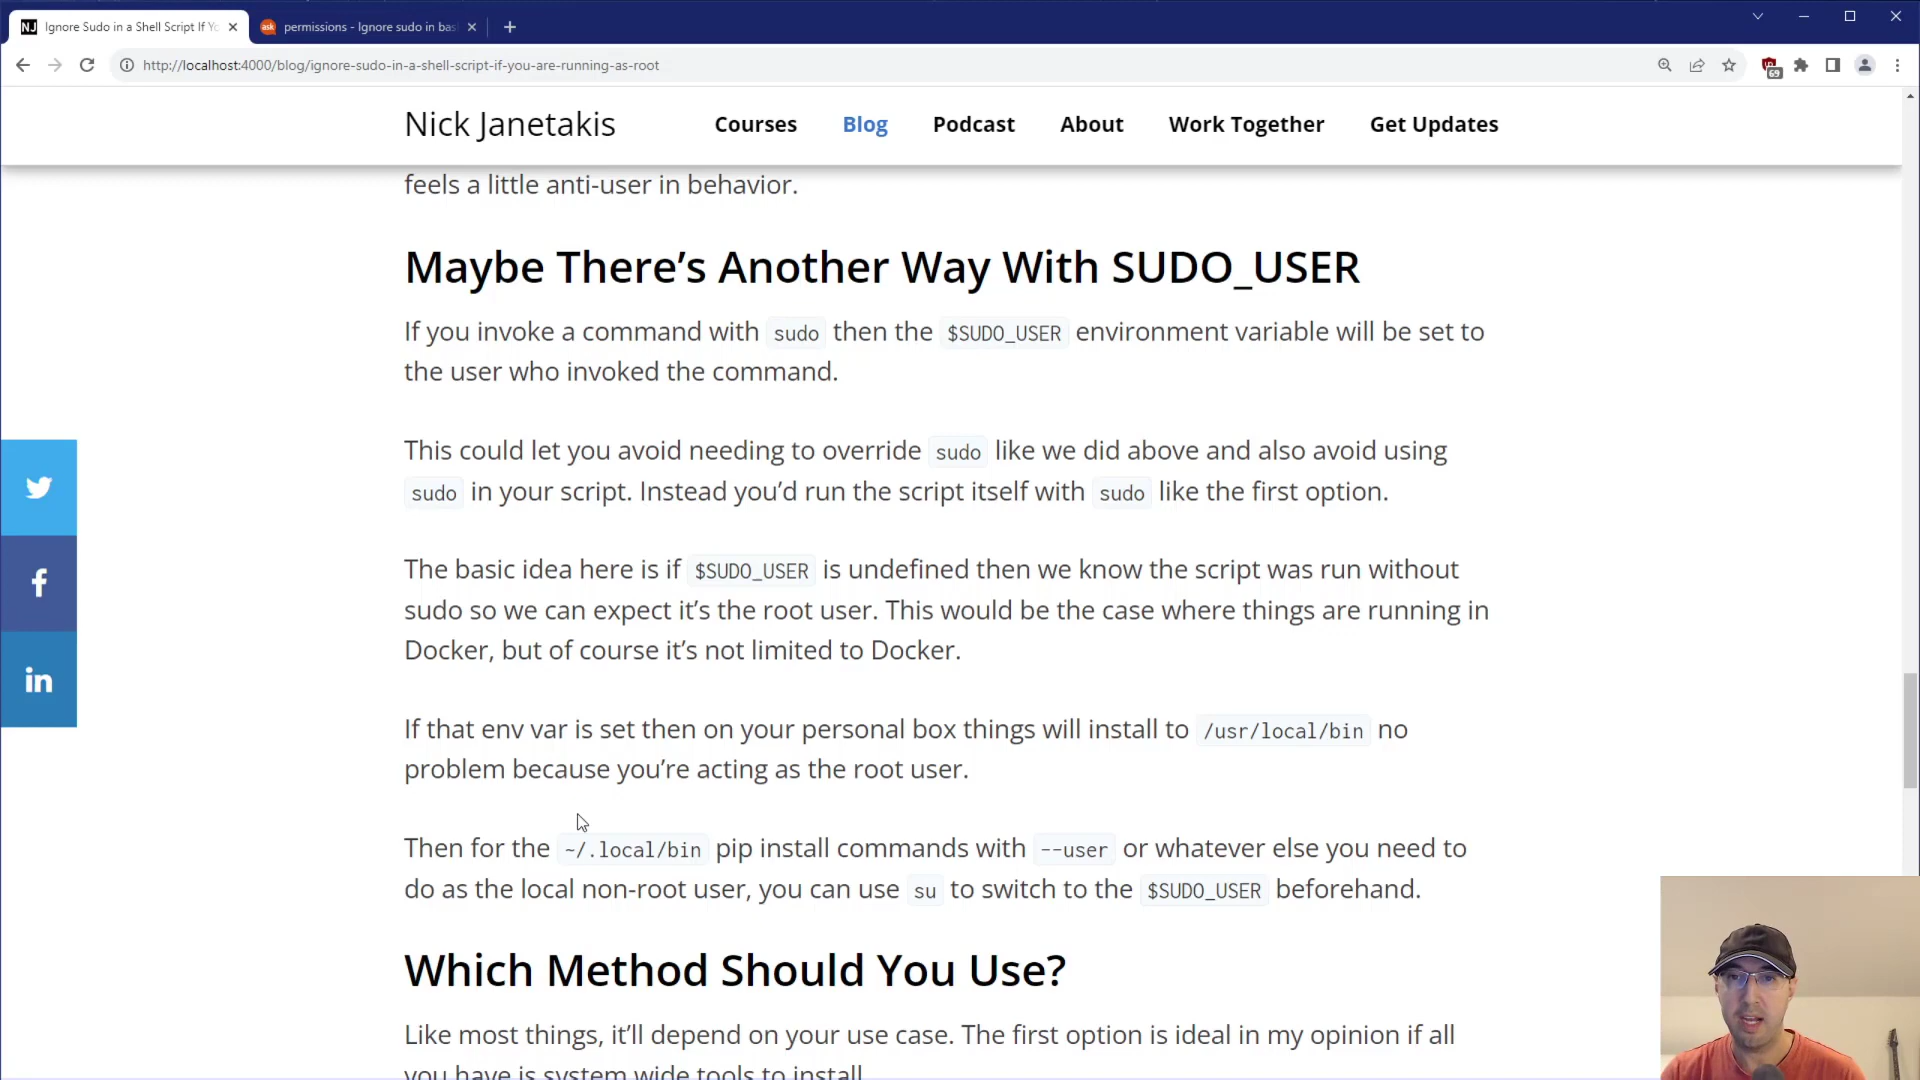 NJ Ignore Sudo in a Shell Script If Yo
ask permissions - Ignore sudo in bas
http://localhost:4000/blog/ignore-sudo-in-a-shell-script-if-you-are-running-as-root
69
Nick Janetakis
Courses Blog Podcast About Work Together Get Updates
feels a little anti-user in behavior.
Maybe There’s Another Way With SUDO_USER
If you invoke a command with sudo then the $SUDO_USER environment variable will be set to
the user who invoked the command.
This could let you avoid needing to override sudo like we did above and also avoid using
sudo in your script. Instead you’d run the script itself with sudo like the first option.
The basic idea here is if $SUDO_USER is undefined then we know the script was run without
sudo so we can expect it’s the root user. This would be the case where things are running in
Docker, but of course it’s not limited to Docker.
If that env var is set then on your personal box things will install to /usr/local/bin no
problem because you’re acting as the root user.
Then for the ~/.local/bin pip install commands with --user or whatever else you need to
do as the local non-root user, you can use su to switch to the $SUDO_USER beforehand.
Which Method Should You Use?
Like most things, it’ll depend on your use case. The first option is ideal in my opinion if all
you have is system wide tools to install.